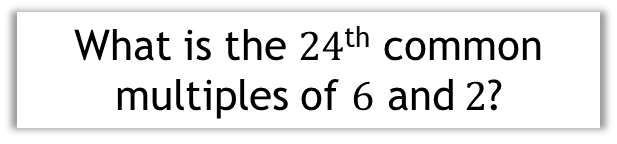 What is the 24th common
multiples of 6 and 2?